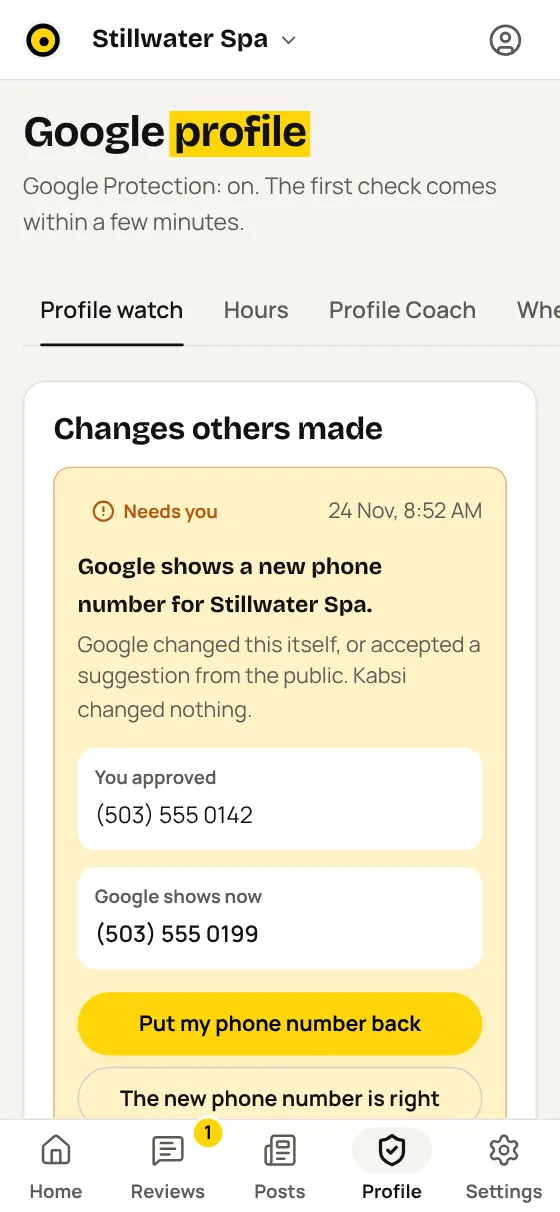 Stillwater Spa
Google profile
Google Protection: on. The first check comes
within a few minutes.
Profile watch
Hours
Profile Coach
Whe
Changes others made
Needs you
24 Nov, 8:52 AM
Google shows a new phone
number for Stillwater Spa.
Google changed this itself, or accepted a
suggestion from the public. Kabsi
changed nothing.
You approved
(503) 555 0142
Google shows now
(503) 555 0199
Put my phone number back
The new phone number is right
1
Home
Reviews
Posts
Profile
Settings